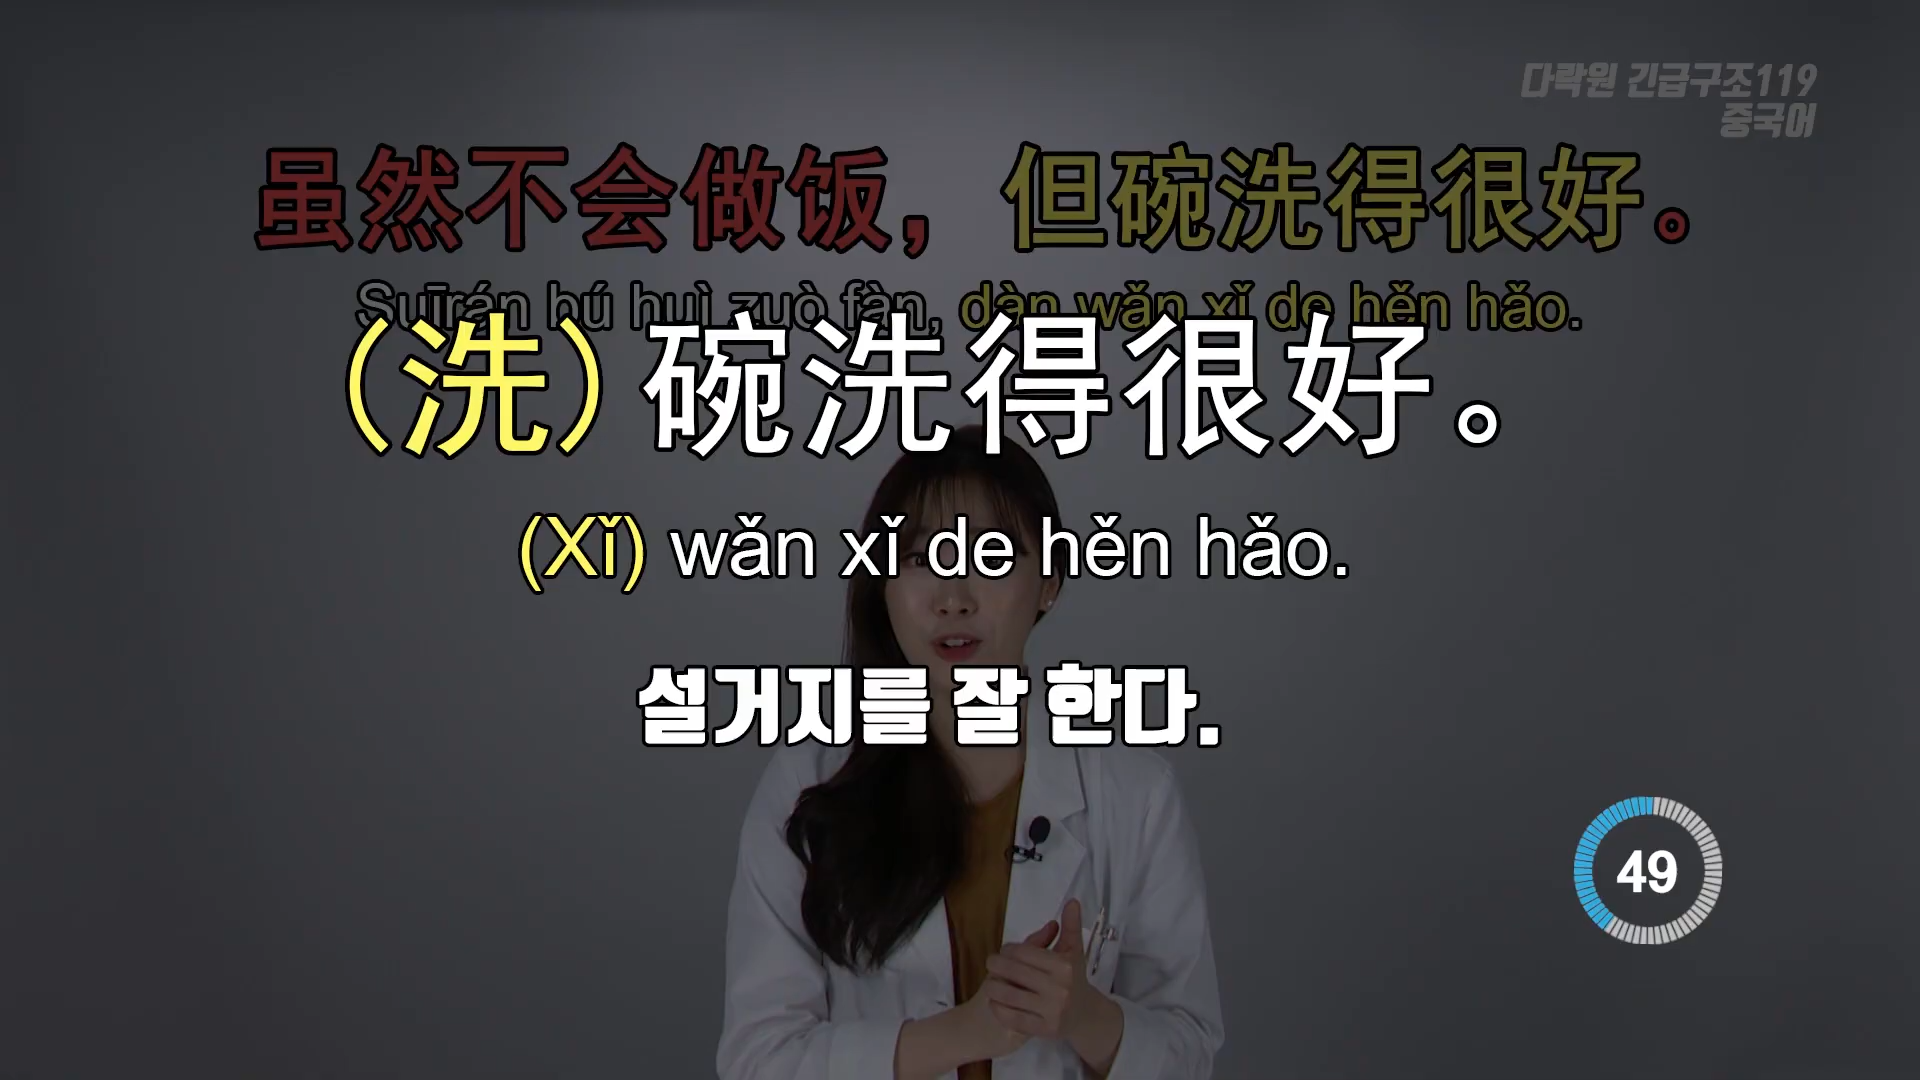 다락원 긴급구조119
중국어
虽然不会做饭，但碗洗得很好。
Suīrán bú huì zuò fàn, dàn wǎn xǐ de hěn hǎo.
(洗) 碗洗得很好。
(Xǐ) wǎn xǐ de hěn hǎo.
설거지를 잘 한다.
49